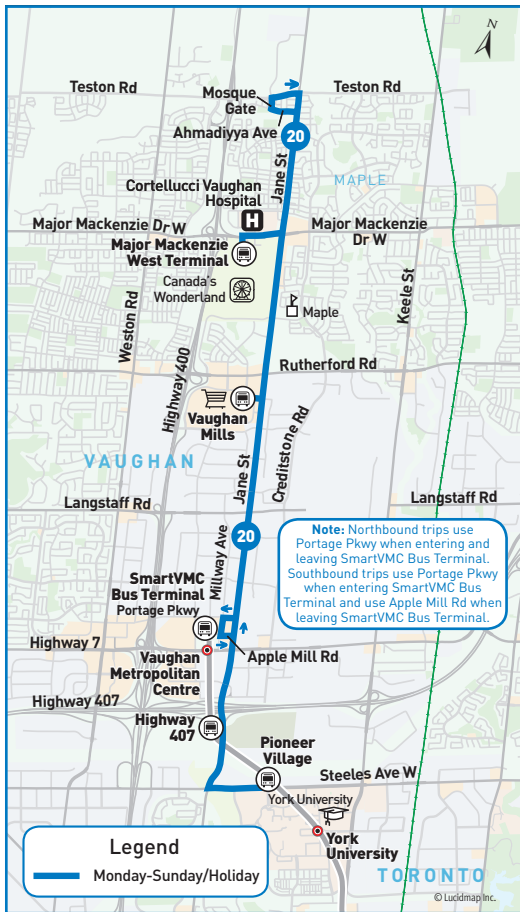 N
Teston Rd
Teston Rd
Mosque
Gate
Ahmadiyya Ave
20
Jane St
MAPLE
Cortellucci Vaughan
Hospital
H
Major Mackenzie Dr W
Major Mackenzie
Dr W
Major Mackenzie
West Terminal
Canada's
Wonderland
Maple
Weston Rd
Highway 400
Keele St
Rutherford Rd
Vaughan
Mills
Creditstone Rd
VAUGHAN
Jane St
Langstaff Rd
Langstaff Rd
20
Millway Ave
Note: Northbound trips use
Portage Pkwy when entering and
leaving SmartVMC Bus Terminal.
Southbound trips use Portage Pkwy
when entering SmartVMC Bus
Terminal and use Apple Mill Rd when
leaving SmartVMC Bus Terminal.
SmartVMC
Bus Terminal
Portage Pkwy
Highway 7
Apple Mill Rd
Vaughan
Metropolitan
Centre
Highway 407
Highway
407
Pioneer
Village
Steeles Ave W
York University
York
University
Legend
Monday-Sunday/Holiday
TORONTO
© Lucidmap Inc.